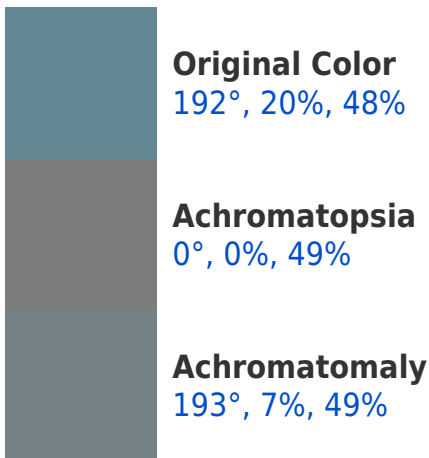 Original Color
192°, 20%, 48%
Achromatopsia
0°, 0%, 49%
Achromatomaly
193°, 7%, 49%